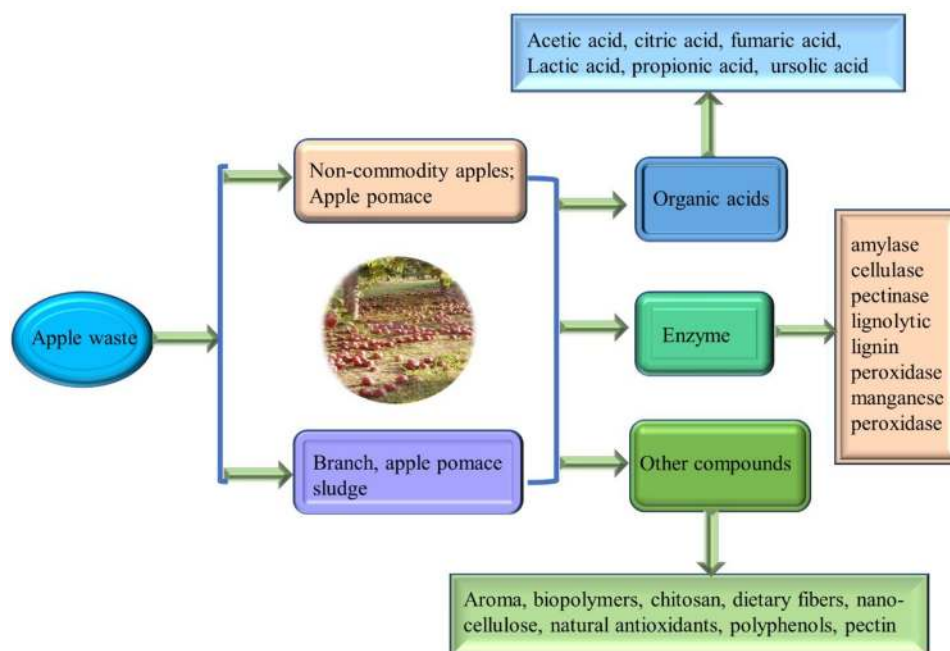 Acetic acid, citric acid, fumaric acid,
Lactic acid, propionic acid, ursolic acid
Non-commodity apples;
Apple pomace
Organic acids
Apple waste
Enzyme
amylase
cellulase
pectinase
lignolytic
lignin
peroxidase
manganese
peroxidase
Branch, apple pomace
sludge
Other compounds
Aroma, biopolymers, chitosan, dietary fibers, nano-
cellulose, natural antioxidants, polyphenols, pectin